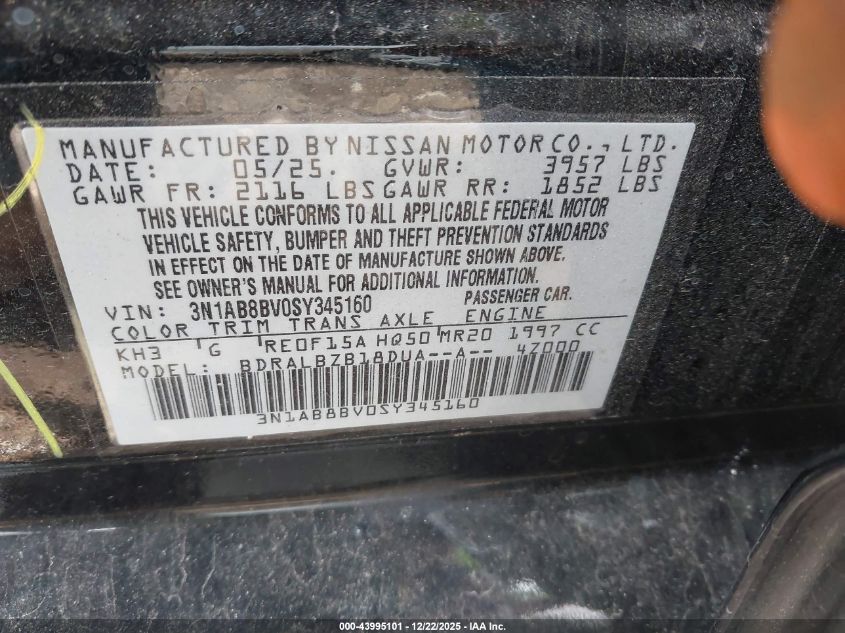 MANUFACTURED BY NISSAN MOTOR CO., LTD.
DATE: 05/25. GVWR: 3957 LBS
GAWR FR: 2116 LBS GAWR RR: 1852 LBS
THIS VEHICLE CONFORMS TO ALL APPLICABLE FEDERAL MOTOR
VEHICLE SAFETY, BUMPER AND THEFT PREVENTION STANDARDS
IN EFFECT ON THE DATE OF MANUFACTURE SHOWN ABOVE.
SEE OWNER'S MANUAL FOR ADDITIONAL INFORMATION.
VIN: 3N1AB8BV0SY345160 PASSENGER CAR.
COLOR TRIM TRANS AXLE ENGINE
KH3 G RE0F15A HQ50 MR20 1997 CC
MODEL: BDRALBZB18DUA--A-- 47000
3N1AB8BV0SY345160
000-43995101 | 12/22/2025 - IAA Inc.